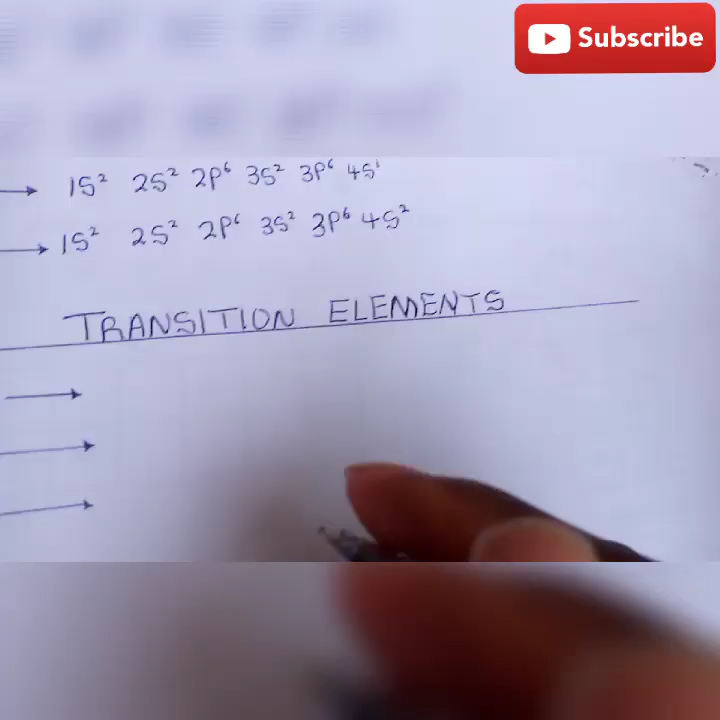 Subscribe
1S² 2S² 2P⁶ 3S² 3P⁶ 4S¹
1S² 2S² 2P⁶ 3S² 3P⁶ 4S²
TRANSITION ELEMENTS